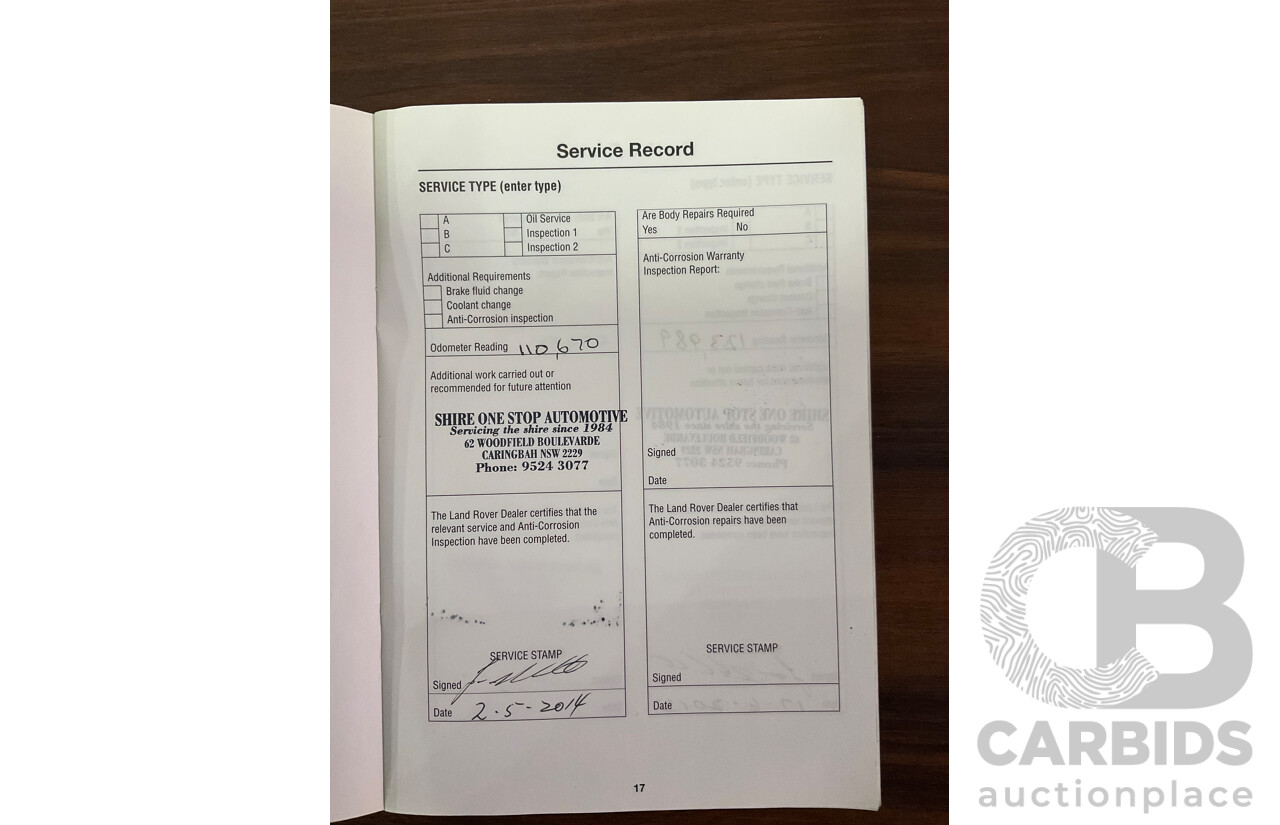 Service Record
SERVICE TYPE (enter type)
A
Oil Service
B
Inspection 1
C
Inspection 2
Additional Requirements
Brake fluid change
Coolant change
Anti-Corrosion inspection
Odometer Reading 110,670
Additional work carried out or
recommended for future attention
SHIRE ONE STOP AUTOMOTIVE
Servicing the shire since 1984
62 WOODFIELD BOULEVARDE
CARINGBAH NSW 2229
Phone: 9524 3077
The Land Rover Dealer certifies that the
relevant service and Anti-Corrosion
Inspection have been completed.
SERVICE STAMP
Signed
Date 2-5-2014
Are Body Repairs Required
Yes No
Anti-Corrosion Warranty
Inspection Report:
Signed
Date
The Land Rover Dealer certifies that
Anti-Corrosion repairs have been
completed.
SERVICE STAMP
Signed
Date
17
CB
CARBIDS
auctionplace